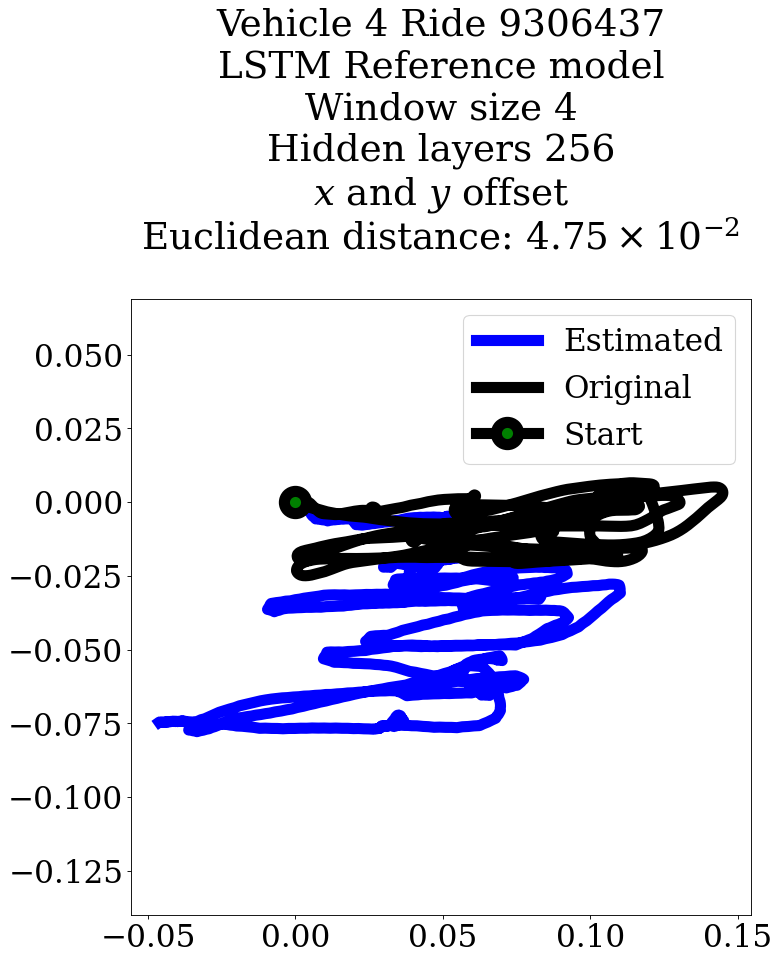 Vehicle 4 Ride 9306437
LSTM Reference model
Window size 4
Hidden layers 256
x and y offset
Euclidean distance: 4.75 × 10⁻²
Estimated
Original
Start
0.050
0.025
0.000
−0.025
−0.050
−0.075
−0.100
−0.125
−0.05 0.00 0.05 0.10 0.15